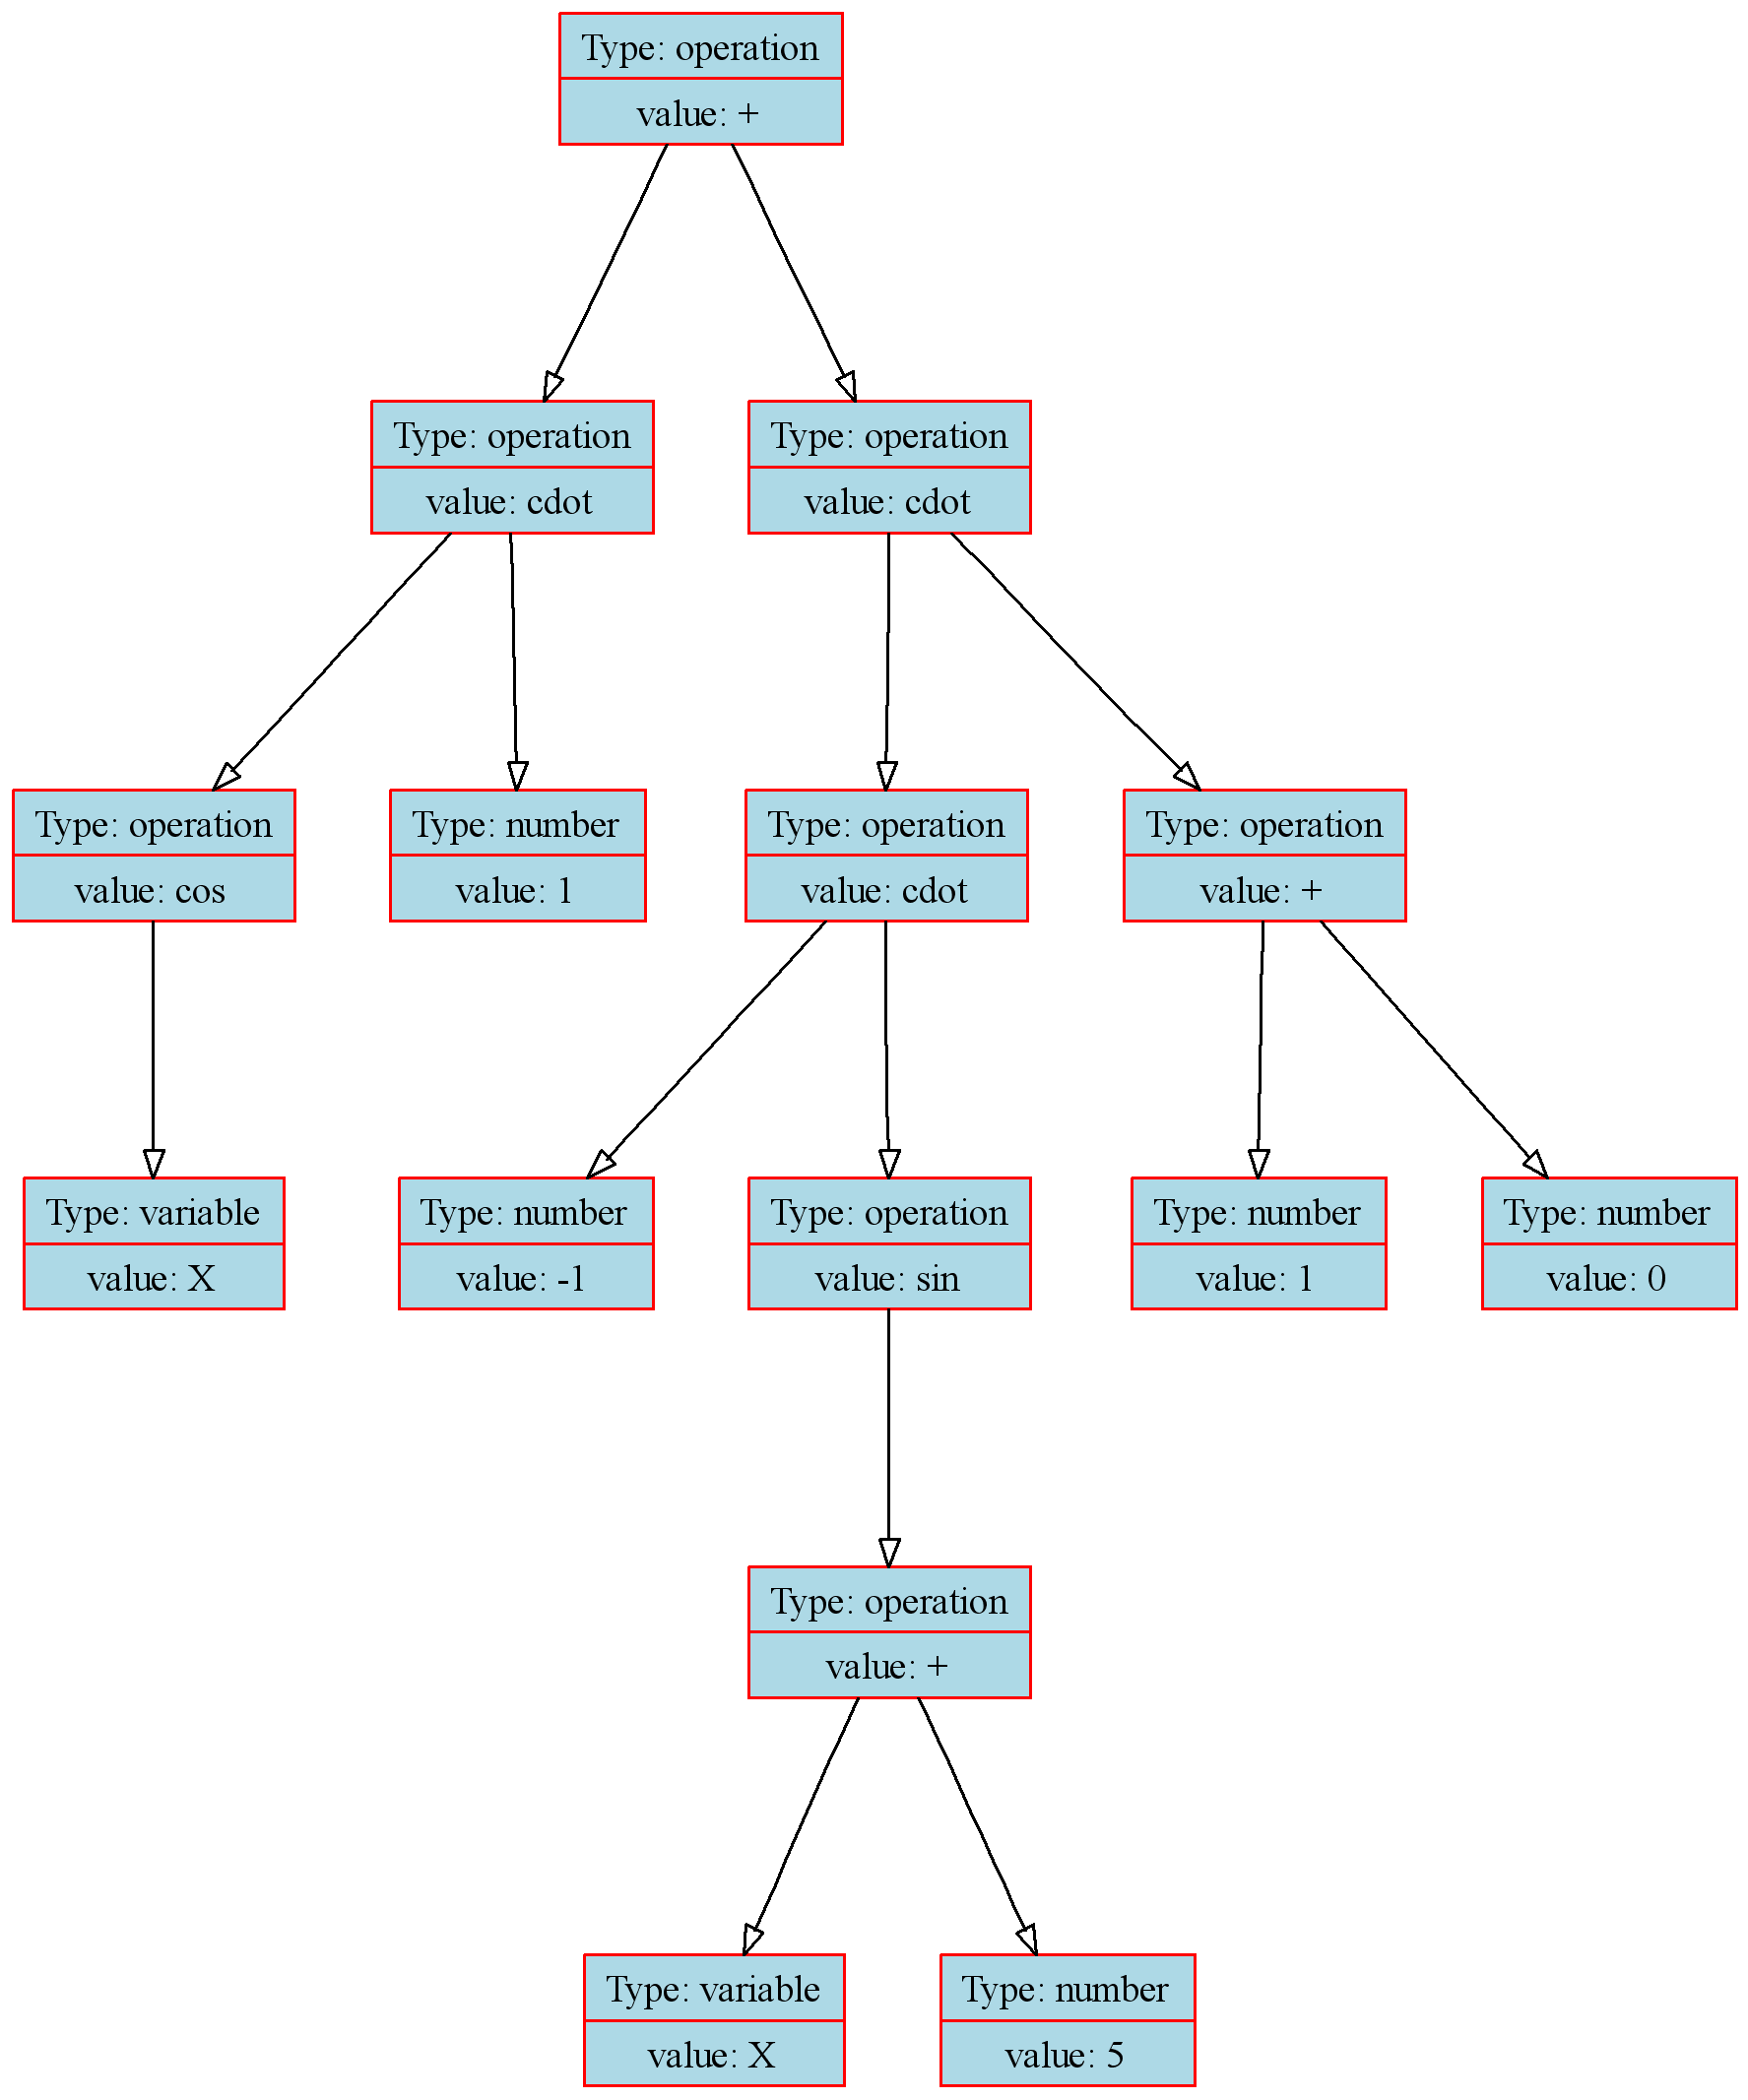 Type: operation
value: +
Type: operation
value: cdot
Type: operation
value: cdot
Type: operation
value: cos
Type: number
value: 1
Type: operation
value: cdot
Type: operation
value: +
Type: variable
value: X
Type: number
value: -1
Type: operation
value: sin
Type: number
value: 1
Type: number
value: 0
Type: operation
value: +
Type: variable
value: X
Type: number
value: 5